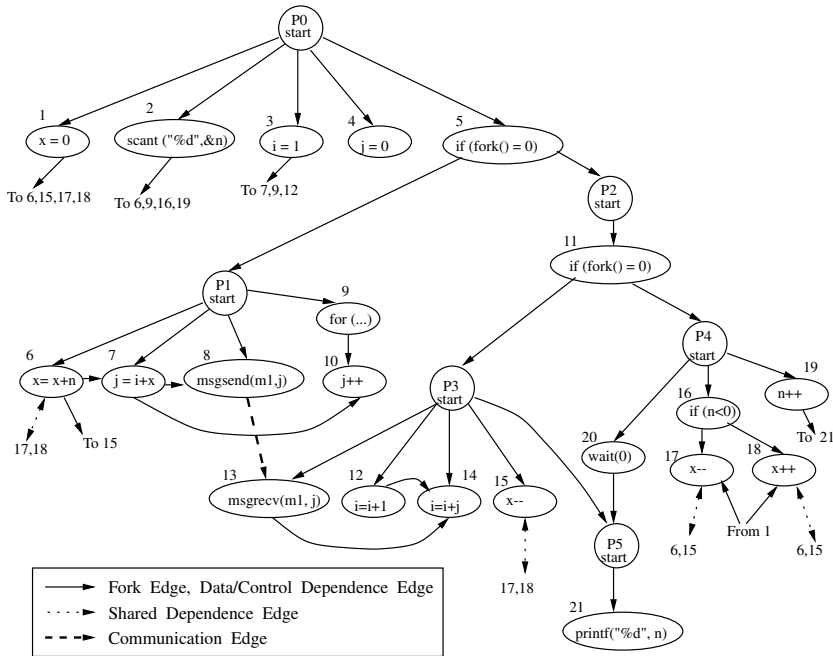 P0
start
1
x = 0
2
scant ("%d",&n)
3
i = 1
4
j = 0
5
if (fork() = 0)
To 6,15,17,18
To 6,9,16,19
To 7,9,12
P2
start
11
if (fork() = 0)
P1
start
9
for (...)
6
x= x+n
7
j = i+x
8
msgsend(m1,j)
10
j++
17,18
To 15
P4
start
19
n++
To 21
16
if (n<0)
P3
start
20
wait(0)
17
x--
18
x++
13
msgrecv(m1, j)
12
i=i+1
14
i=i+j
15
x--
From 1
6,15
6,15
17,18
P5
start
21
printf("%d", n)
Fork Edge, Data/Control Dependence Edge
Shared Dependence Edge
Communication Edge